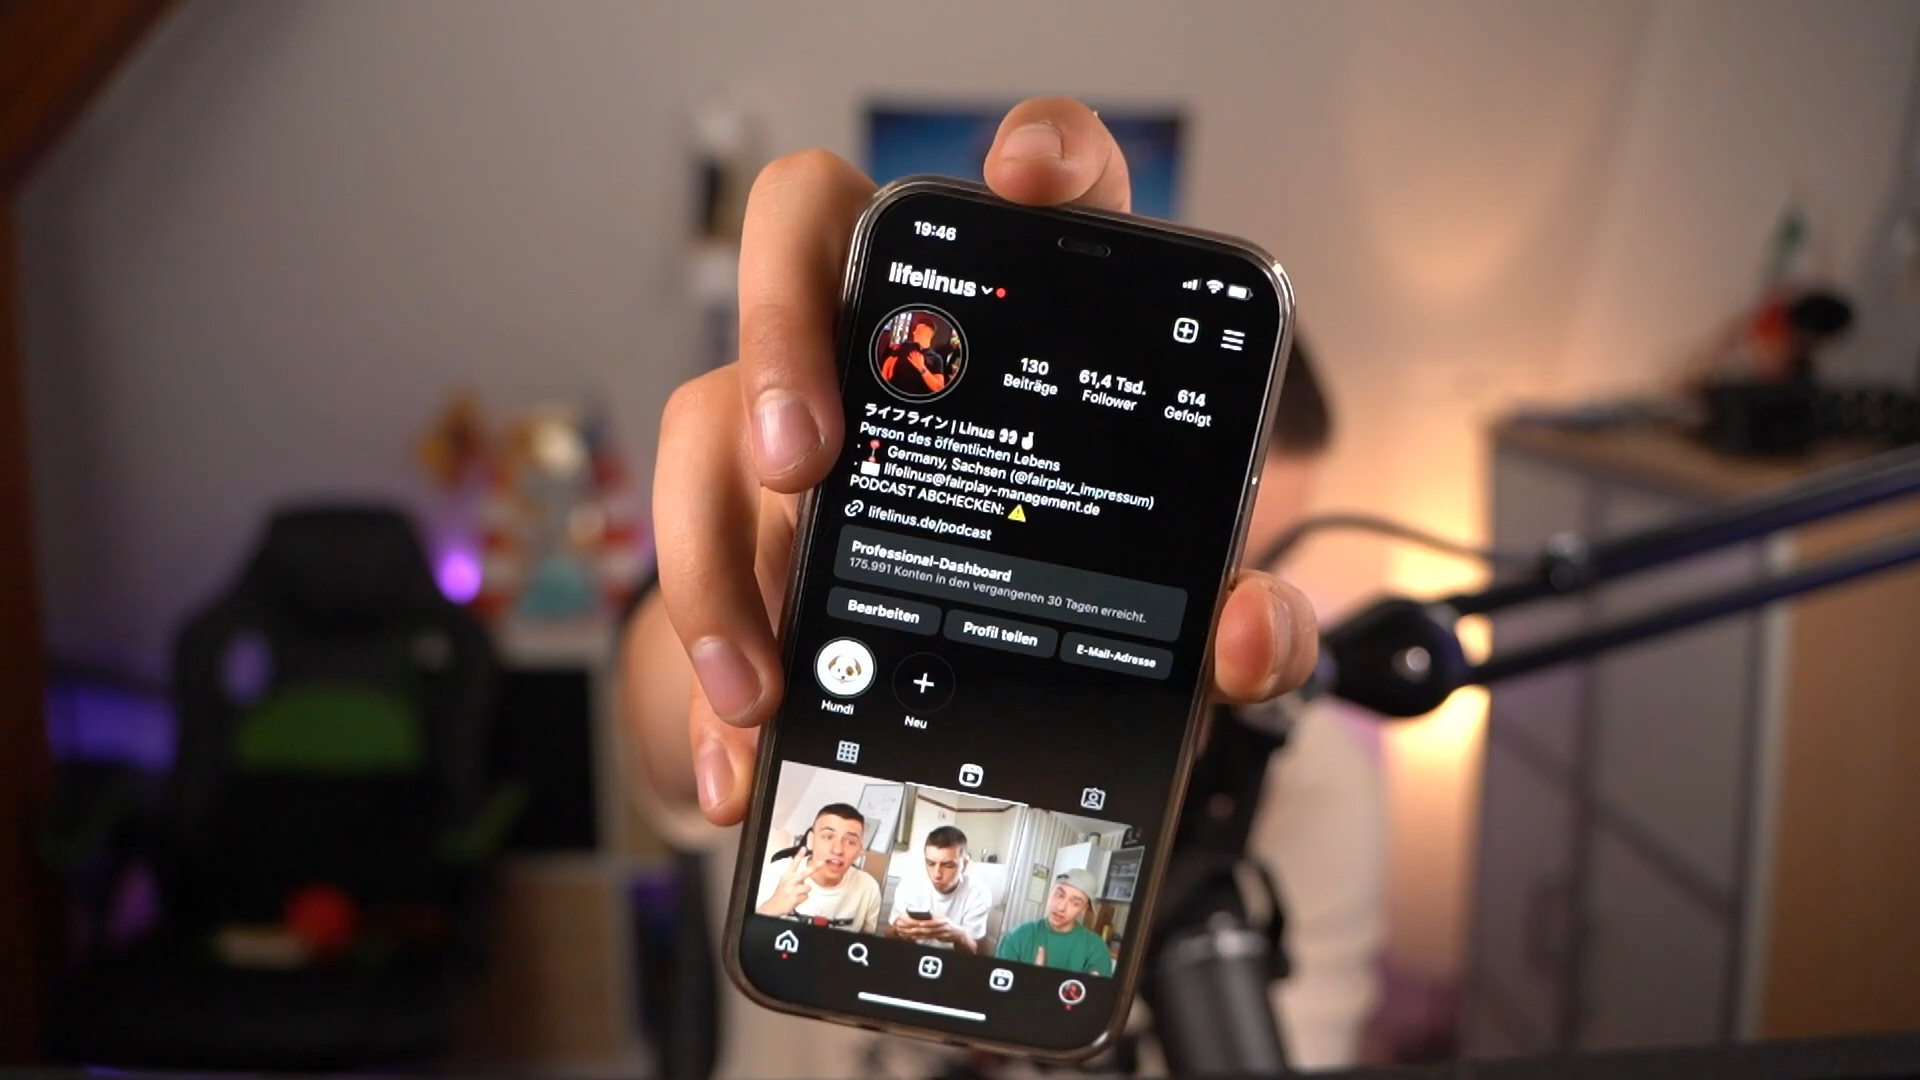 19:46
lifelinus
130
Beiträge
61,4 Tsd.
Follower
614
Gefolgt
ライフライン | Linus 👀☝️
Person des öffentlichen Lebens
· 📍 Germany, Sachsen (@fairplay_impressum)
· ✉️ lifelinus@fairplay-management.de
PODCAST ABCHECKEN: ⚠️
lifelinus.de/podcast
Professional-Dashboard
175.991 Konten in den vergangenen 30 Tagen erreicht.
Bearbeiten
Profil teilen
E-Mail-Adresse
Hundi
Neu